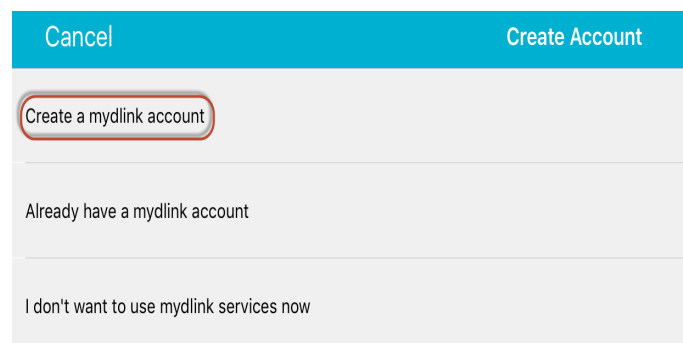 Cancel Create Account
Create a mydlink account
Already have a mydlink account
I don't want to use mydlink services now